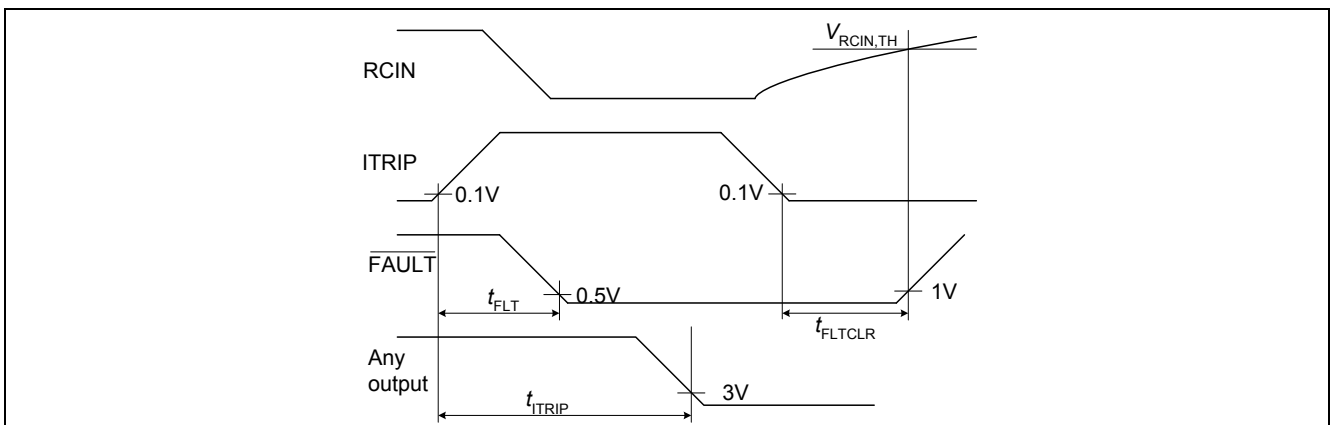 V_RCIN,TH
RCIN
ITRIP
0.1V
0.1V
FAULT
t_FLT
0.5V
1V
t_FLTCLR
Any
output
3V
t_ITRIP